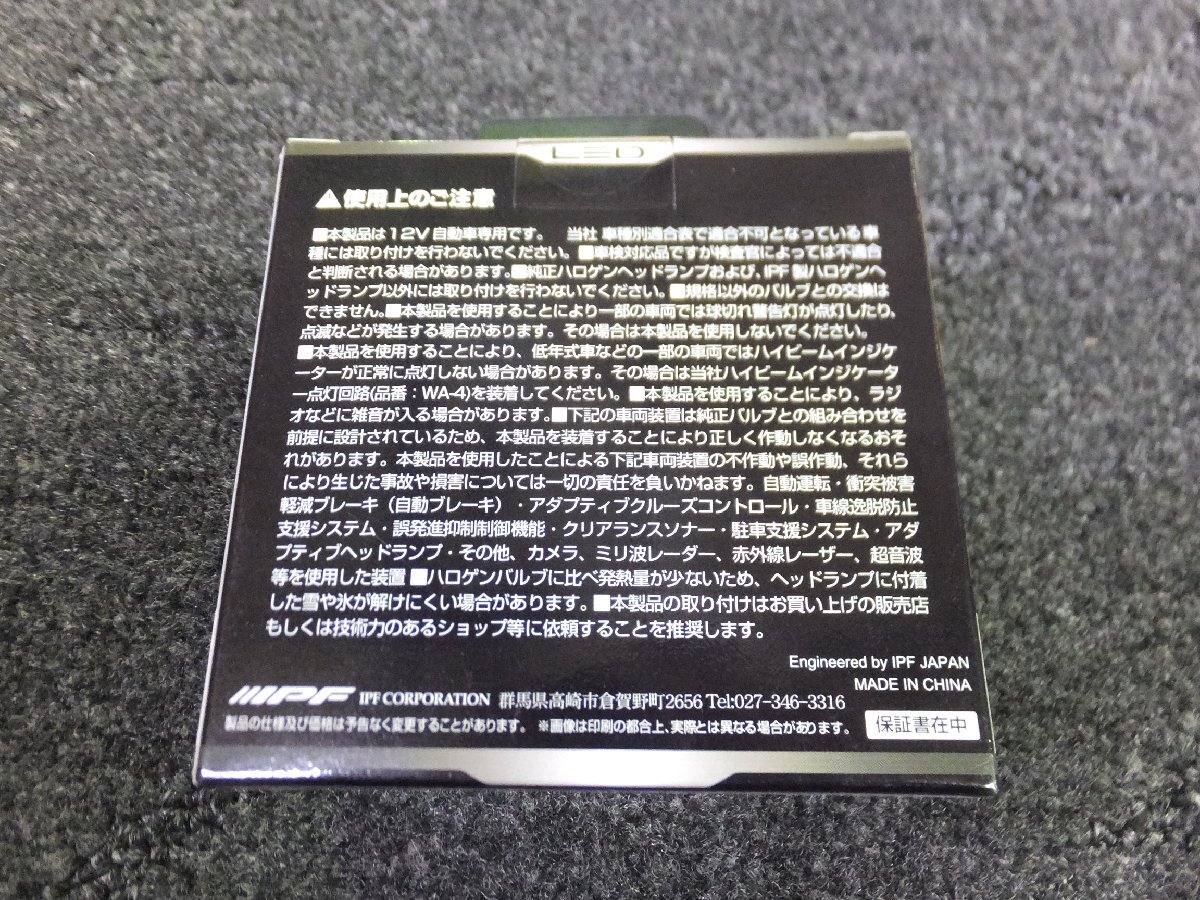 LED
⚠使用上のご注意
■本製品は12V自動車専用です。 当社 車種別適合表で適合不可となっている車
種には取り付けを行わないでください。■車検対応品ですが検査官によっては不適合
と判断される場合があります。■純正ハロゲンヘッドランプおよび、IPF製ハロゲンヘ
ッドランプ以外には取り付けを行わないでください。■規格以外のバルブとの交換は
できません。■本製品を使用することにより一部の車両では球切れ警告灯が点灯したり、
点滅などが発生する場合があります。その場合は本製品を使用しないでください。
■本製品を使用することにより、低年式車などの一部の車両ではハイビームインジケ
ーターが正常に点灯しない場合があります。その場合は当社ハイビームインジケータ
ー点灯回路(品番：WA-4)を装着してください。■本製品を使用することにより、ラジ
オなどに雑音が入る場合があります。■下記の車両装置は純正バルブとの組み合わせを
前提に設計されているため、本製品を装着することにより正しく作動しなくなるおそ
れがあります。本製品を使用したことによる下記車両装置の不作動や誤作動、それら
により生じた事故や損害については一切の責任を負いかねます。自動運転・衝突被害
軽減ブレーキ（自動ブレーキ）・アダプティブクルーズコントロール・車線逸脱防止
支援システム・誤発進抑制制御機能・クリアランスソナー・駐車支援システム・アダ
プティブヘッドランプ・その他、カメラ、ミリ波レーダー、赤外線レーザー、超音波
等を使用した装置■ハロゲンバルブに比べ発熱量が少ないため、ヘッドランプに付着
した雪や氷が解けにくい場合があります。■本製品の取り付けはお買い上げの販売店
もしくは技術力のあるショップ等に依頼することを推奨します。
Engineered by IPF JAPAN
MADE IN CHINA
IPF IPF CORPORATION 群馬県高崎市倉賀野町2656 Tel:027-346-3316
製品の仕様及び価格は予告なく変更することがあります。 ※画像は印刷の都合上、実際とは異なる場合があります。 保証書在中